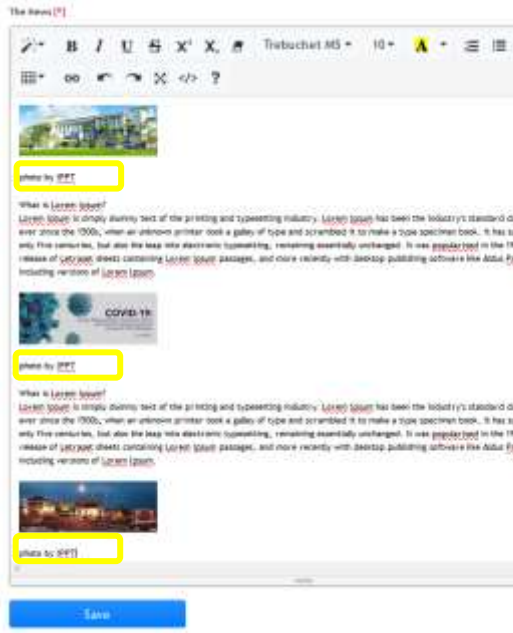 The News [*]
B I U S X² X, Trebuchet MS 10 A
</> ?
photo by IPPT
What is Lorem Ipsum?
Lorem Ipsum is simply dummy text of the printing and typesetting industry. Lorem Ipsum has been the industry's standard
ever since the 1500s, when an unknown printer took a galley of type and scrambled it to make a type specimen book. It has
only five centuries, but also the leap into electronic typesetting, remaining essentially unchanged. It was popularised in the
release of Letraset sheets containing Lorem Ipsum passages, and more recently with desktop publishing software like Aldus
including versions of Lorem Ipsum.
COVID-19
photo by IPPT
What is Lorem Ipsum?
Lorem Ipsum is simply dummy text of the printing and typesetting industry. Lorem Ipsum has been the industry's standard
ever since the 1500s, when an unknown printer took a galley of type and scrambled it to make a type specimen book. It has
only five centuries, but also the leap into electronic typesetting, remaining essentially unchanged. It was popularised in the
release of Letraset sheets containing Lorem Ipsum passages, and more recently with desktop publishing software like Aldus
including versions of Lorem Ipsum.
photo by IPPT
Save